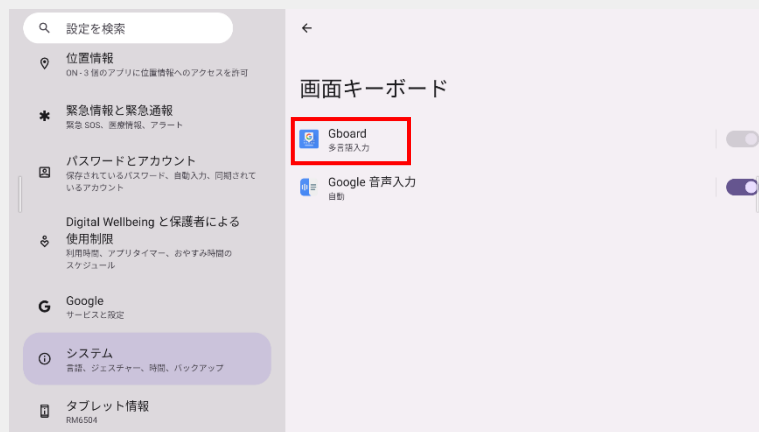 設定を検索
位置情報
ON - 3 個のアプリに位置情報へのアクセスを許可
緊急情報と緊急通報
緊急 SOS、医療情報、アラート
パスワードとアカウント
保存されているパスワード、自動入力、同期されて
いるアカウント
Digital Wellbeing と保護者による
使用制限
利用時間、アプリタイマー、おやすみ時間の
スケジュール
Google
サービスと設定
システム
言語、ジェスチャー、時間、バックアップ
タブレット情報
RM6504
画面キーボード
Gboard
多言語入力
Google 音声入力
自動